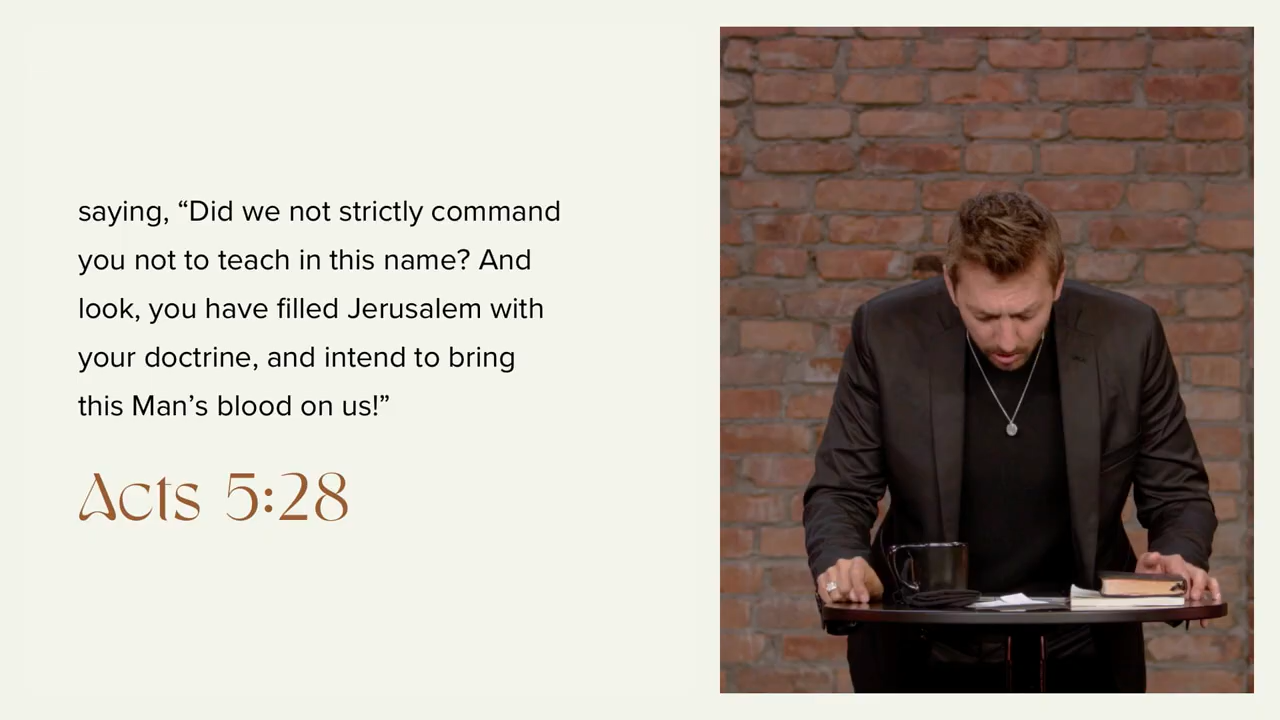 saying, “Did we not strictly command
you not to teach in this name? And
look, you have filled Jerusalem with
your doctrine, and intend to bring
this Man’s blood on us!”
Acts 5:28